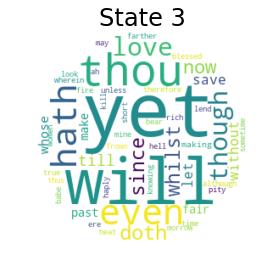 State 3
farther
may
love
blessed
ah
wherein
therefore
look
thou
now
fire
unless
save
hath
yet
though
whose
kill
short
bear
rich
lend
make
mine
since
whilst
without
will
till
hell
let
making
knowing
although
sometime
true
frown
pity
thus
babe
haply
even
fair
past
doth
time
ere
morrow
heat